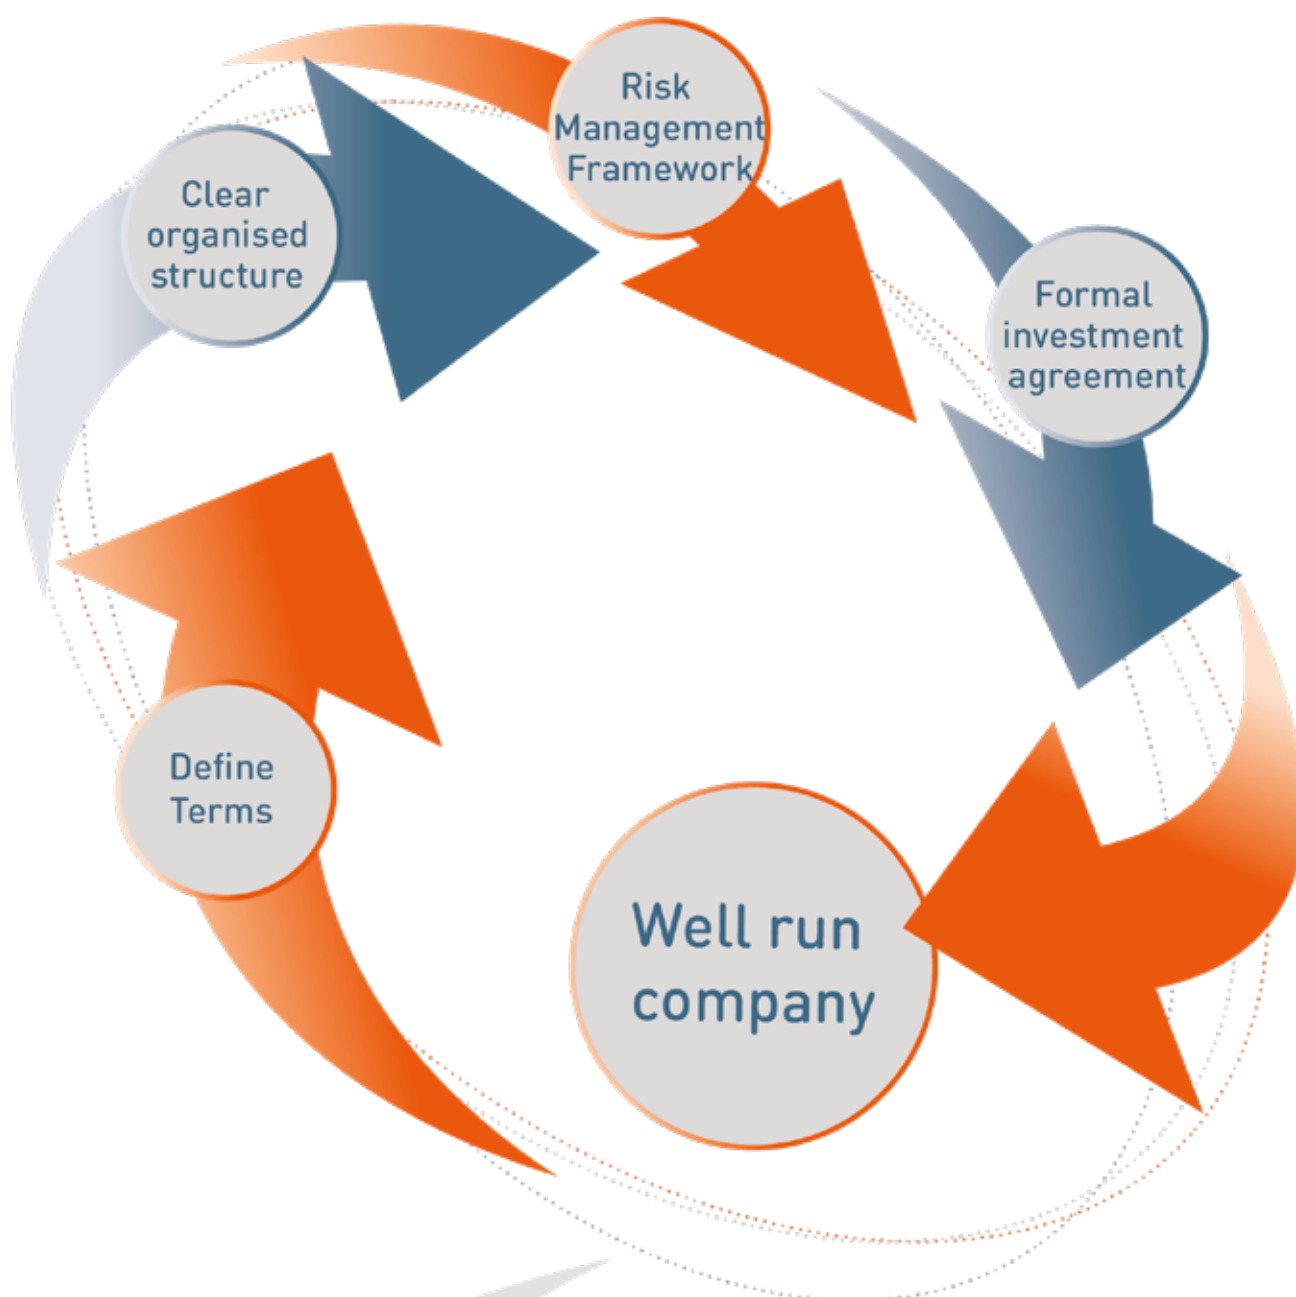 Risk
Management
Framework
Clear
organised
structure
Formal
investment
agreement
Define
Terms
Well run
company